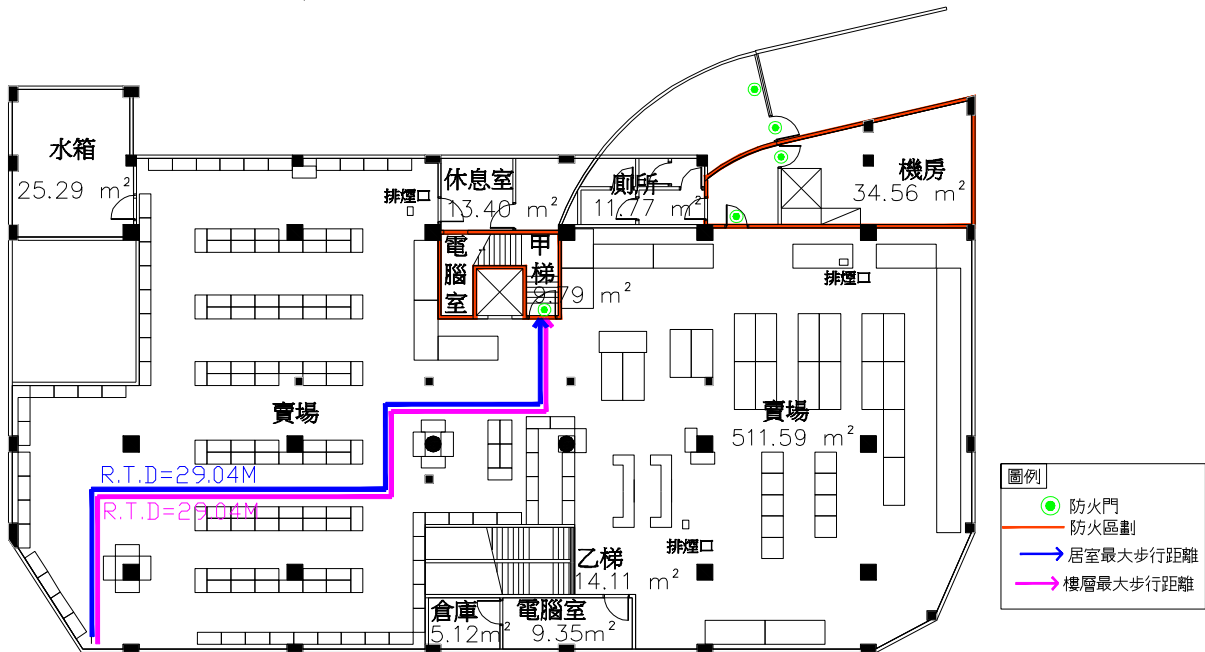 水箱
25.29 m²
休息室
13.40 m²
廁所
11.77 m²
機房
34.56 m²
排煙口
電腦室
甲梯
9.79 m²
排煙口
賣場
賣場
511.59 m²
R.T.D=29.04M
R.T.D=29.04M
排煙口
乙梯
14.11 m²
倉庫
5.12m²
電腦室
9.35m²
圖例
防火門
防火區劃
居室最大步行距離
樓層最大步行距離